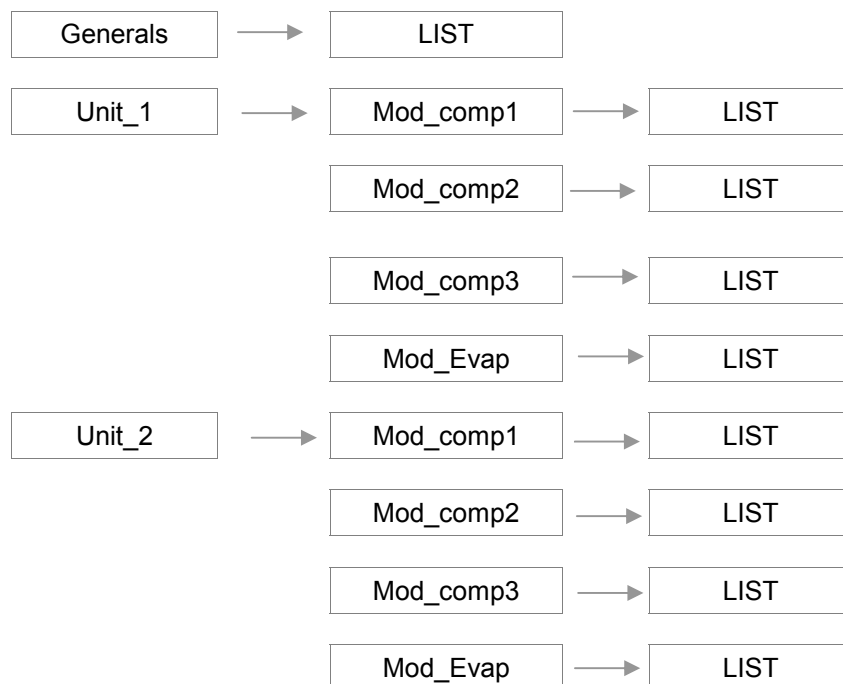 Generals LIST
Unit_1 Mod_comp1 LIST
Mod_comp2 LIST
Mod_comp3 LIST
Mod_Evap LIST
Unit_2 Mod_comp1 LIST
Mod_comp2 LIST
Mod_comp3 LIST
Mod_Evap LIST